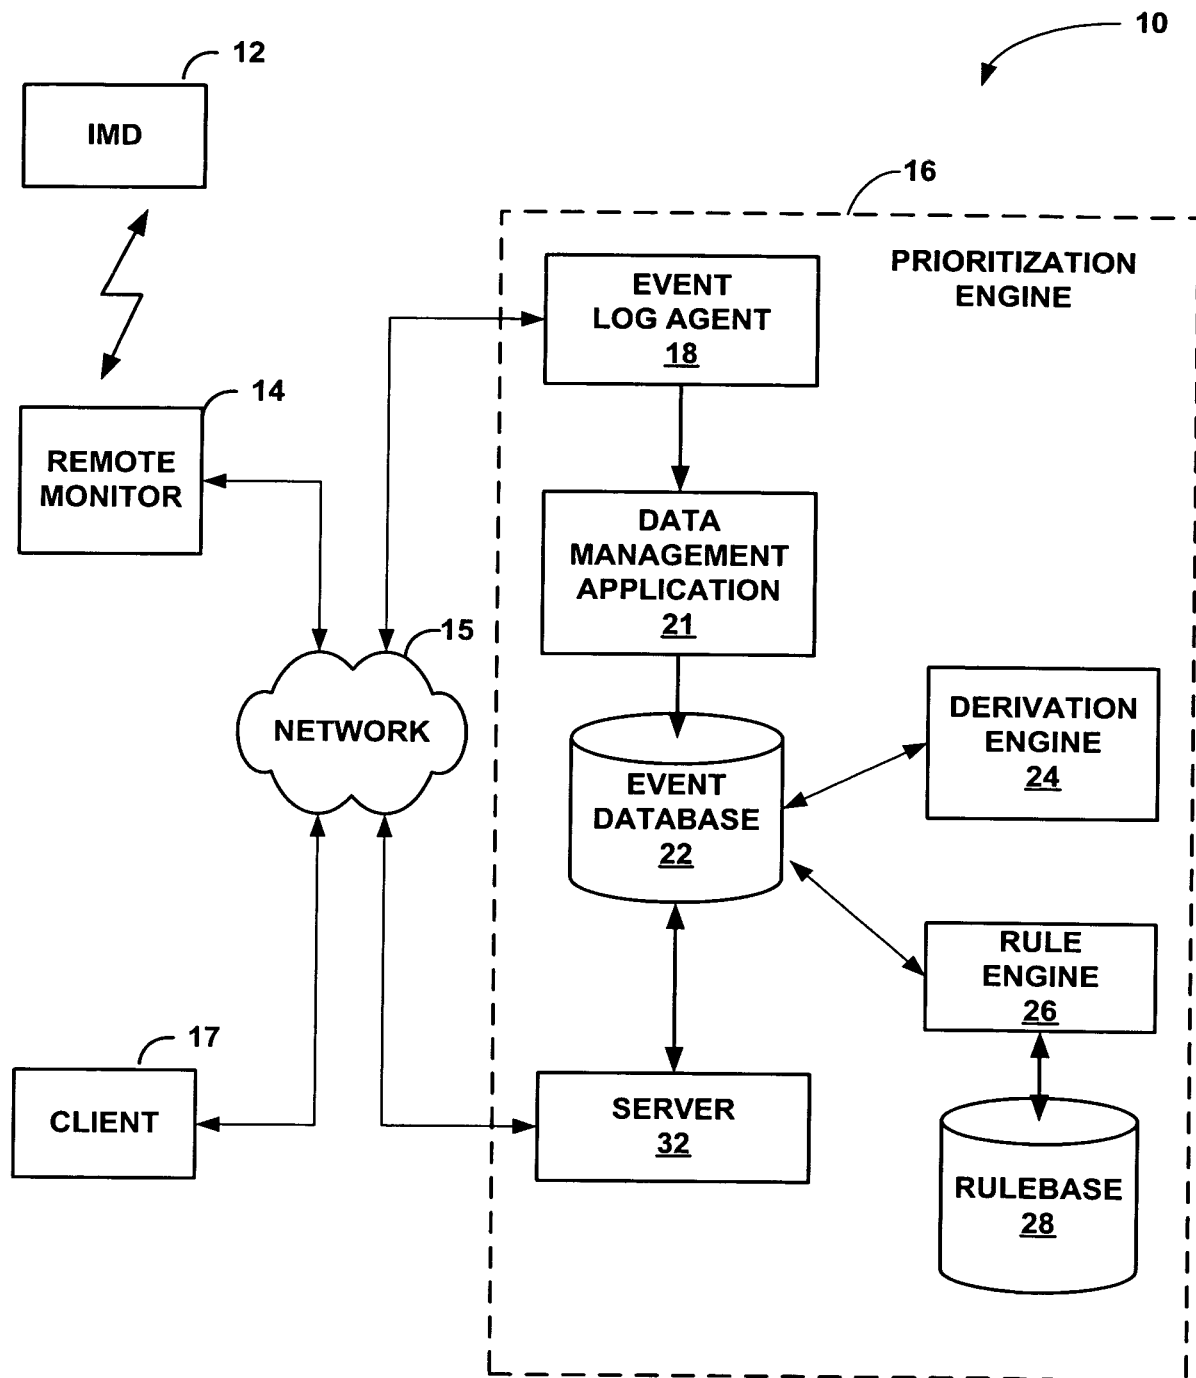 10
12
IMD
16
PRIORITIZATION
ENGINE
EVENT
LOG AGENT
18
14
REMOTE
MONITOR
DATA
MANAGEMENT
APPLICATION
21
15
NETWORK
DERIVATION
ENGINE
24
EVENT
DATABASE
22
RULE
ENGINE
26
17
CLIENT
SERVER
32
RULEBASE
28